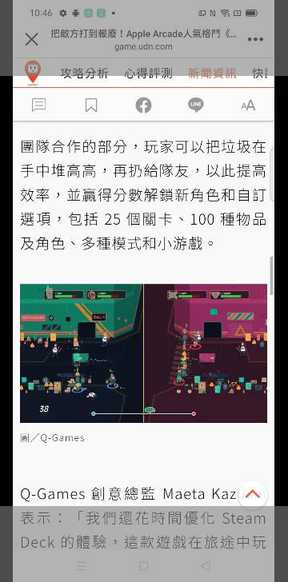 10:46
把敵方打到報廢！Apple Arcade人氣格鬥《...
game.udn.com
攻略分析 心得評測 新聞資訊 快
LINE
AA
團隊合作的部分，玩家可以把垃圾在
手中堆高高，再扔給隊友，以此提高
效率，並贏得分數解鎖新角色和自訂
選項，包括 25 個關卡、100 種物品
及角色、多種模式和小游戲。
38
圖／Q-Games
Q-Games 創意總監 Maeta Kaz
表示：「我們還花時間優化 Steam
Deck 的體驗，這款遊戲在旅途中玩